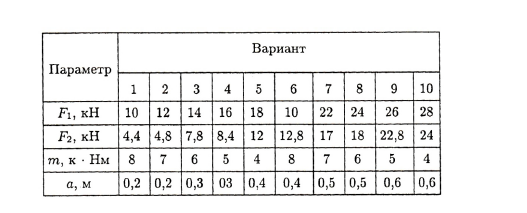 Параметр Вариант
1 2 3 4 5 6 7 8 9 10
F₁, кН 10 12 14 16 18 10 22 24 26 28
F₂, кН 4,4 4,8 7,8 8,4 12 12,8 17 18 22,8 24
m, к · Нм 8 7 6 5 4 8 7 6 5 4
a, м 0,2 0,2 0,3 03 0,4 0,4 0,5 0,5 0,6 0,6